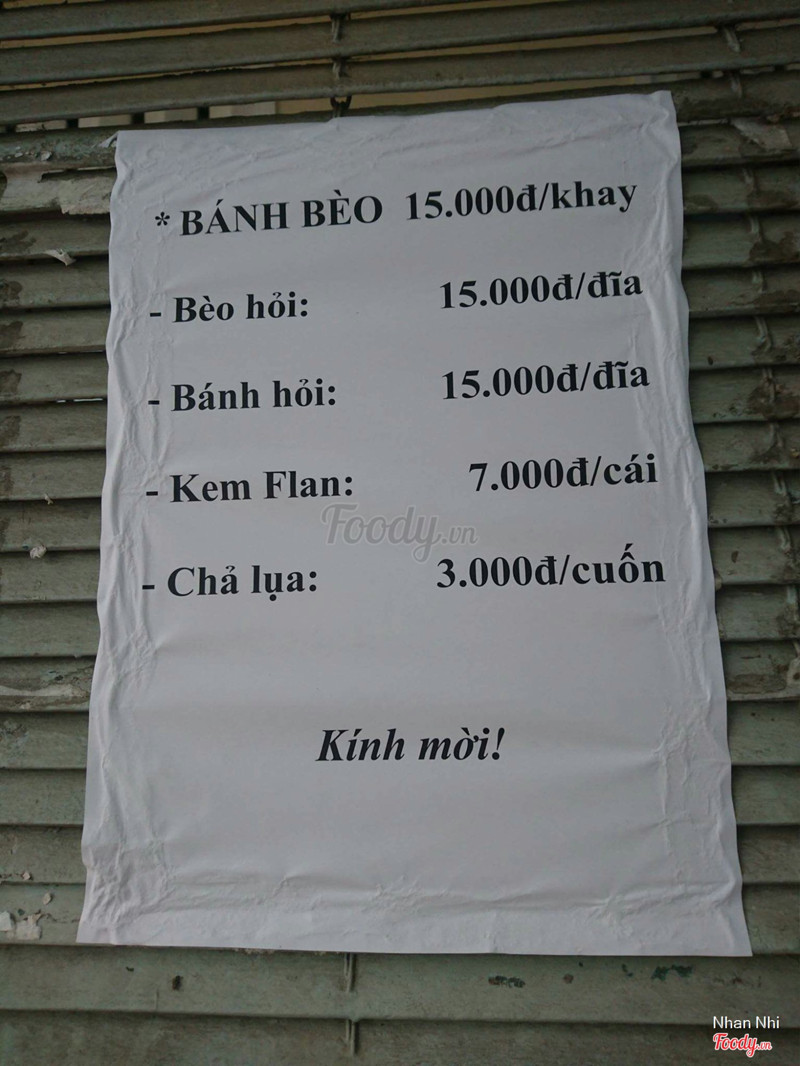 * BÁNH BÈO 15.000đ/khay
- Bèo hỏi: 15.000đ/đĩa
- Bánh hỏi: 15.000đ/đĩa
- Kem Flan: 7.000đ/cái
Foody.vn
- Chả lụa: 3.000đ/cuốn
Kính mời!
Nhan Nhi
Foody.vn